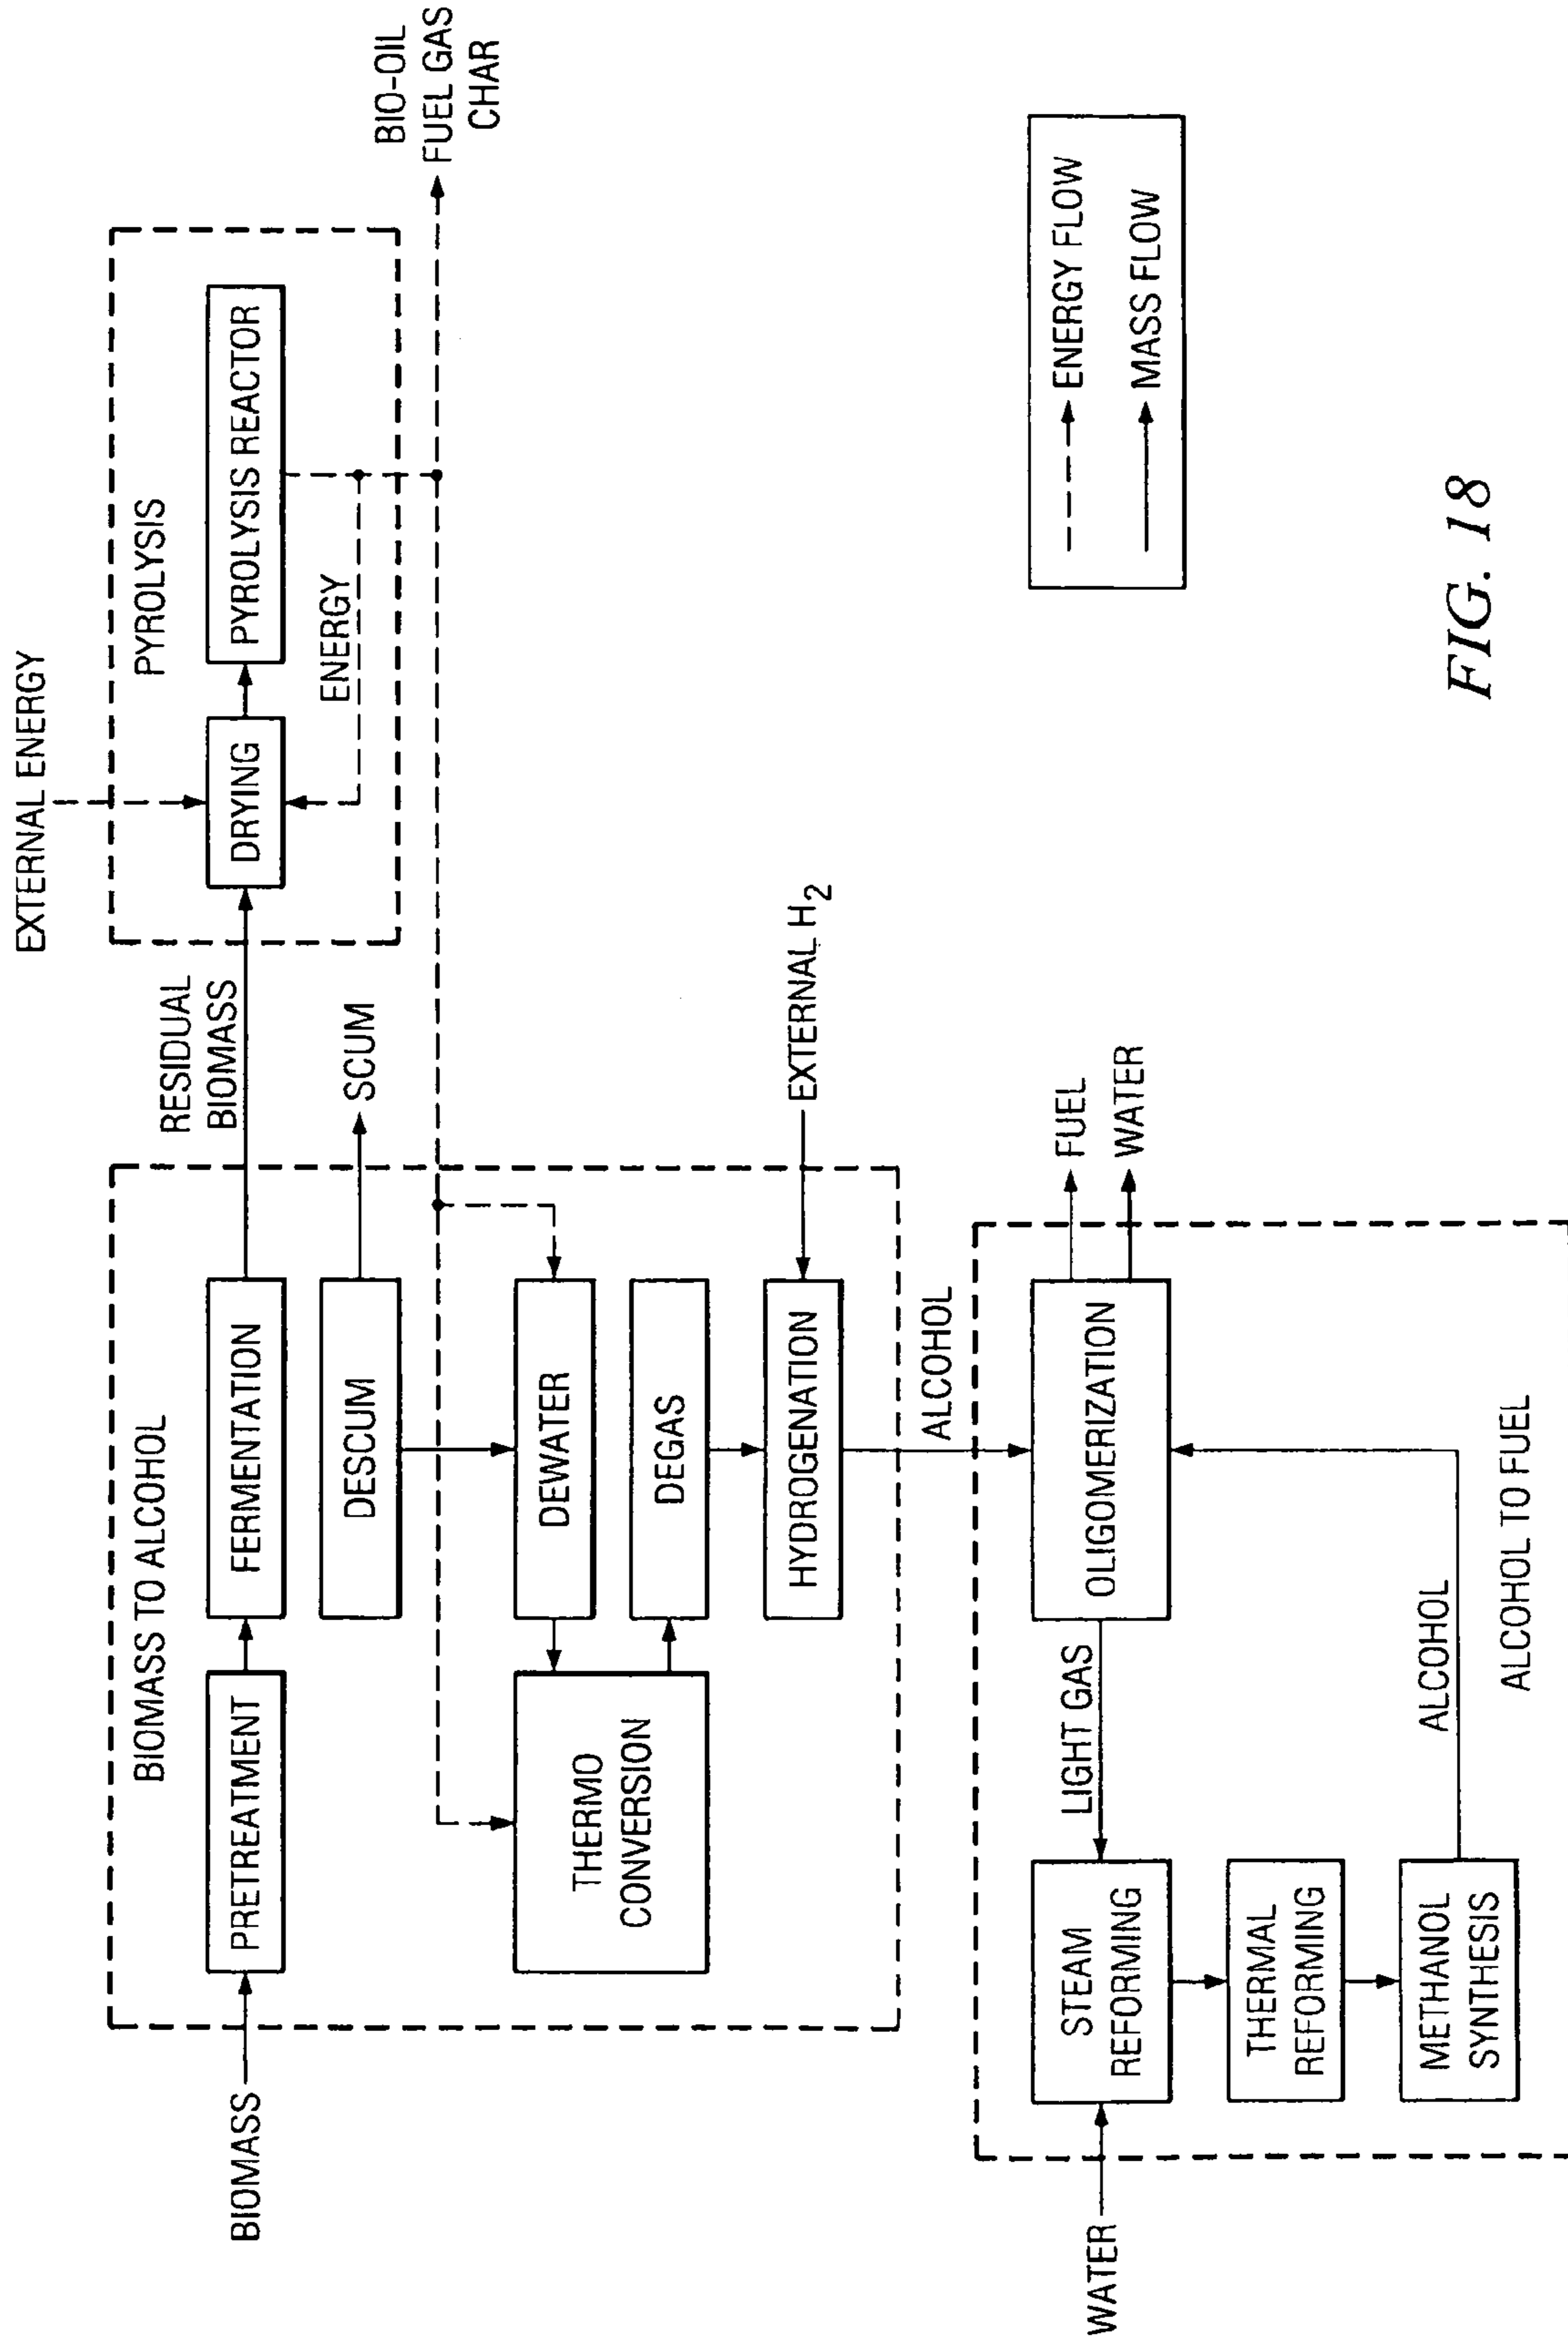 EXTERNAL ENERGY
PYROLYSIS
DRYING
PYROLYSIS REACTOR
ENERGY
BIO-OIL
FUEL GAS
CHAR
RESIDUAL
BIOMASS
BIOMASS TO ALCOHOL
BIOMASS
PRETREATMENT
FERMENTATION
DESCUM
SCUM
THERMO
CONVERSION
DEWATER
DEGAS
HYDROGENATION
EXTERNAL H2
ALCOHOL
WATER
STEAM
REFORMING
LIGHT GAS
OLIGOMERIZATION
FUEL
WATER
THERMAL
REFORMING
METHANOL
SYNTHESIS
ALCOHOL
ALCOHOL TO FUEL
ENERGY FLOW
MASS FLOW
FIG. 18